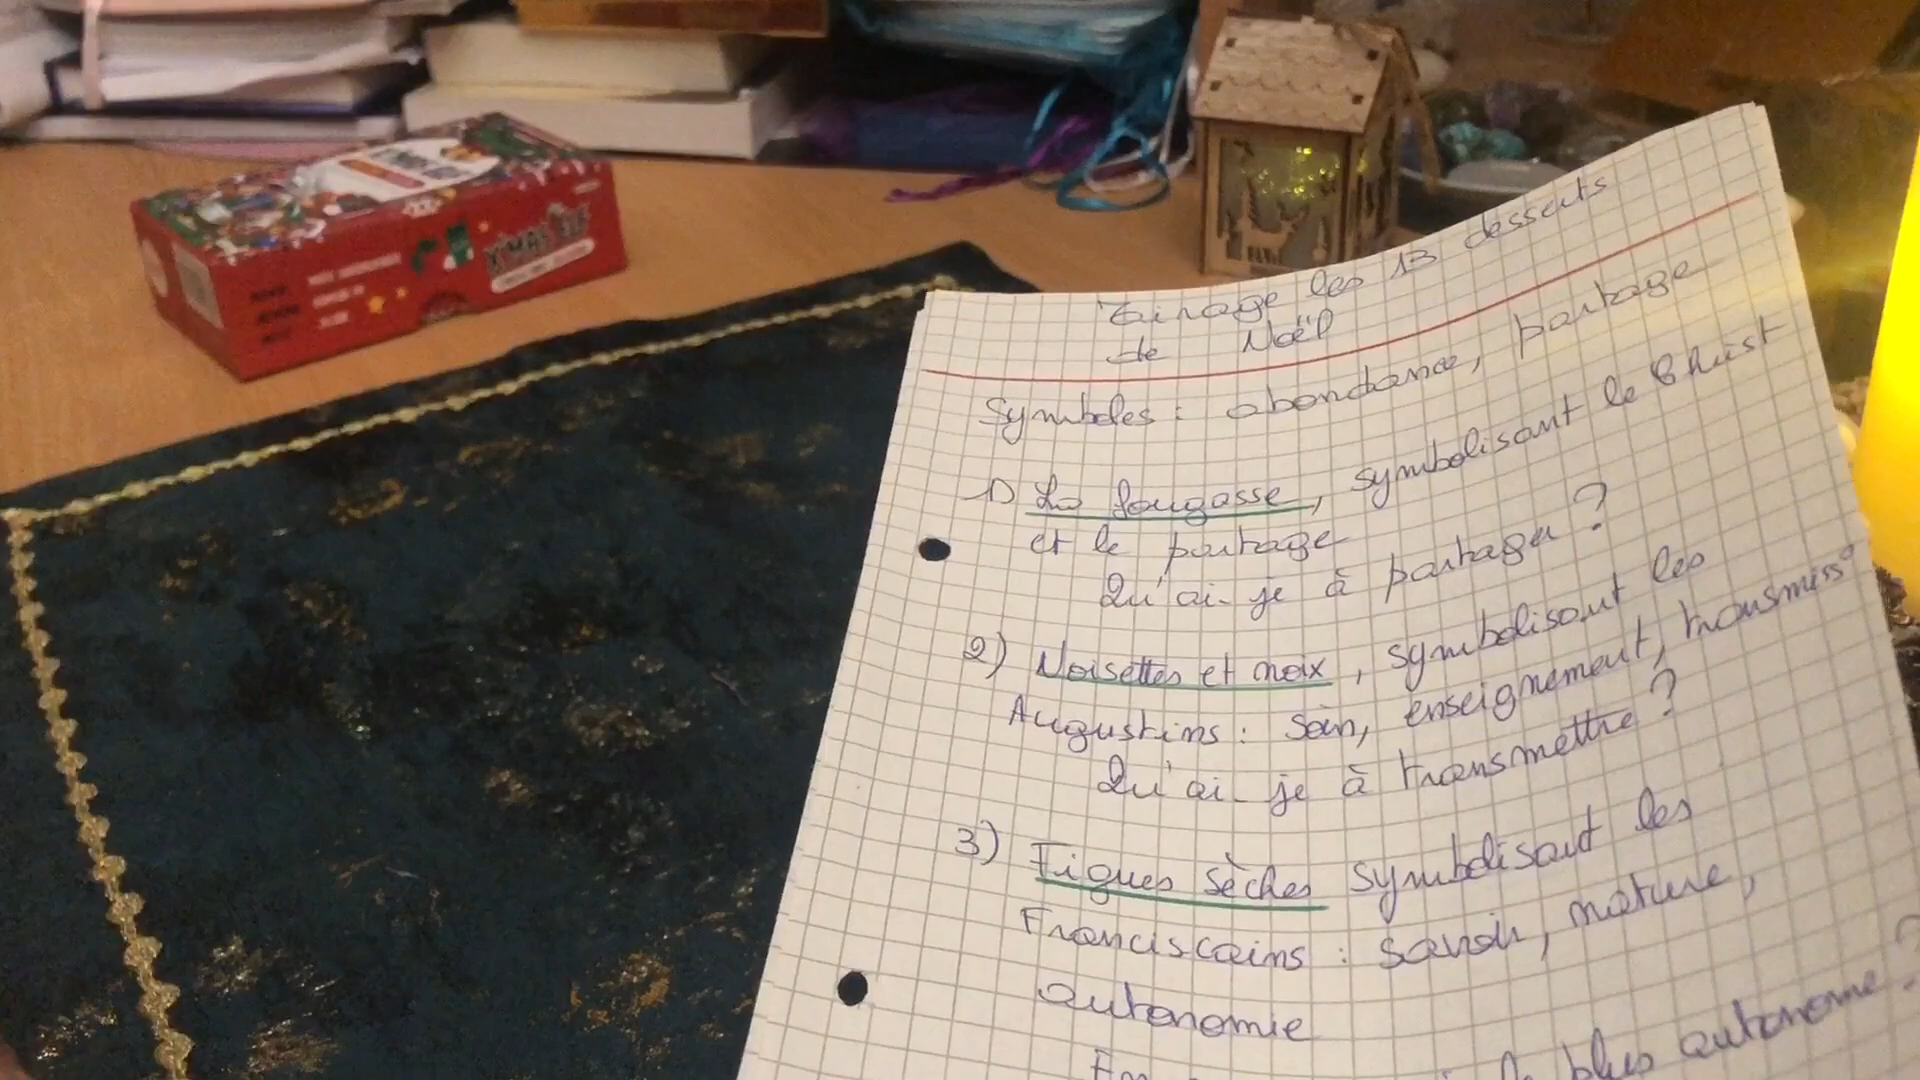 X'MAS ELF
Tirage les 13 desserts
de Noël
Symboles : abondance, partage
1) La fougasse, symbolisant le Christ
et le partage
Qu'ai-je à partager ?
2) Noisettes et noix, symbolisant les
Augustins : soin, enseignement, transmiss°
Qu'ai-je à transmettre ?
3) Figues sèches symbolisant les
Franciscains : savoir, nature,
autonomie
plus autonome ?